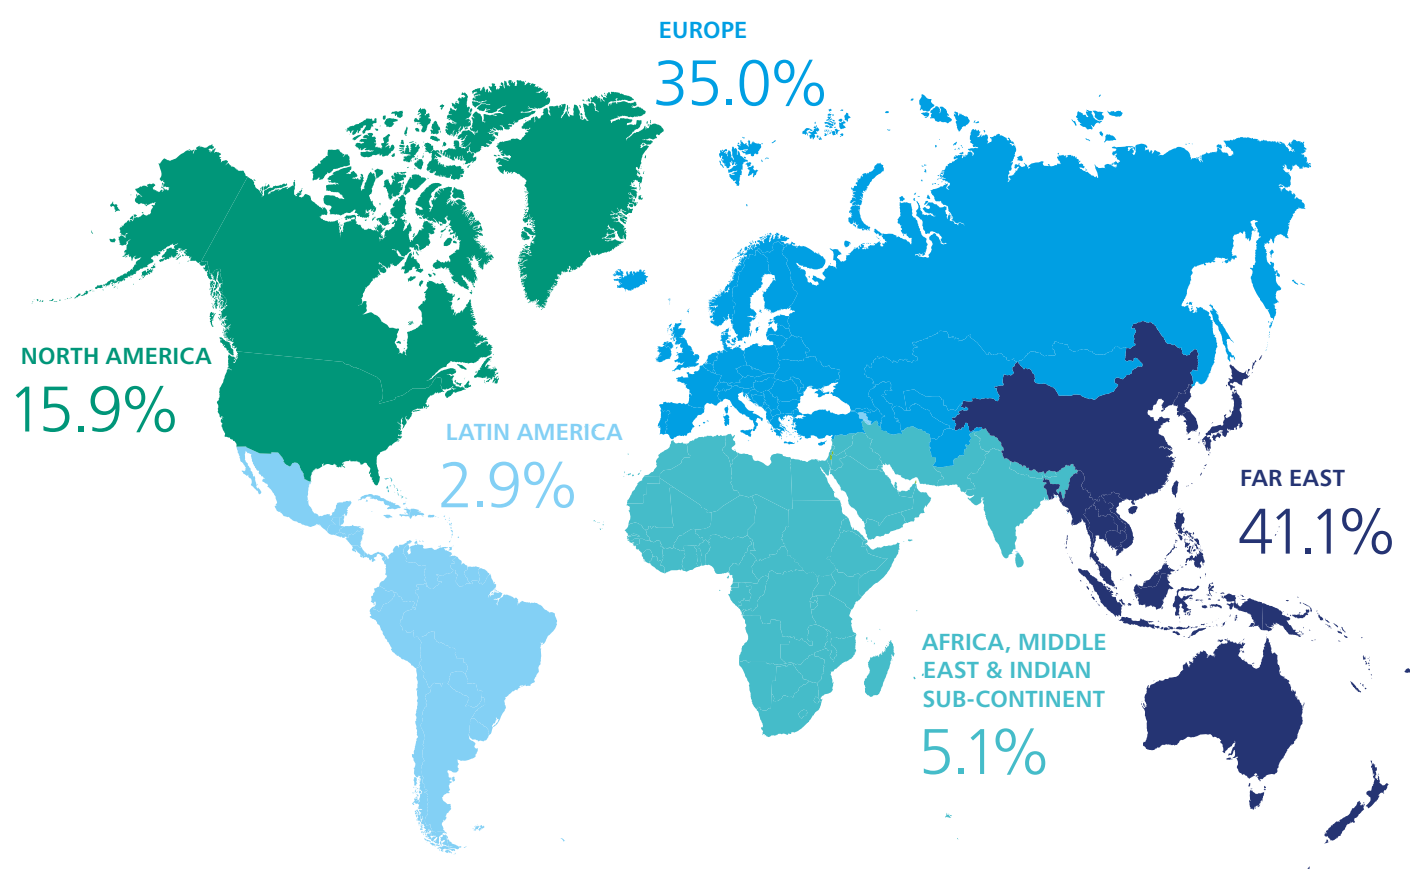 EUROPE
35.0%
NORTH AMERICA
15.9%
LATIN AMERICA
2.9%
FAR EAST
41.1%
AFRICA, MIDDLE
EAST & INDIAN
SUB-CONTINENT
5.1%